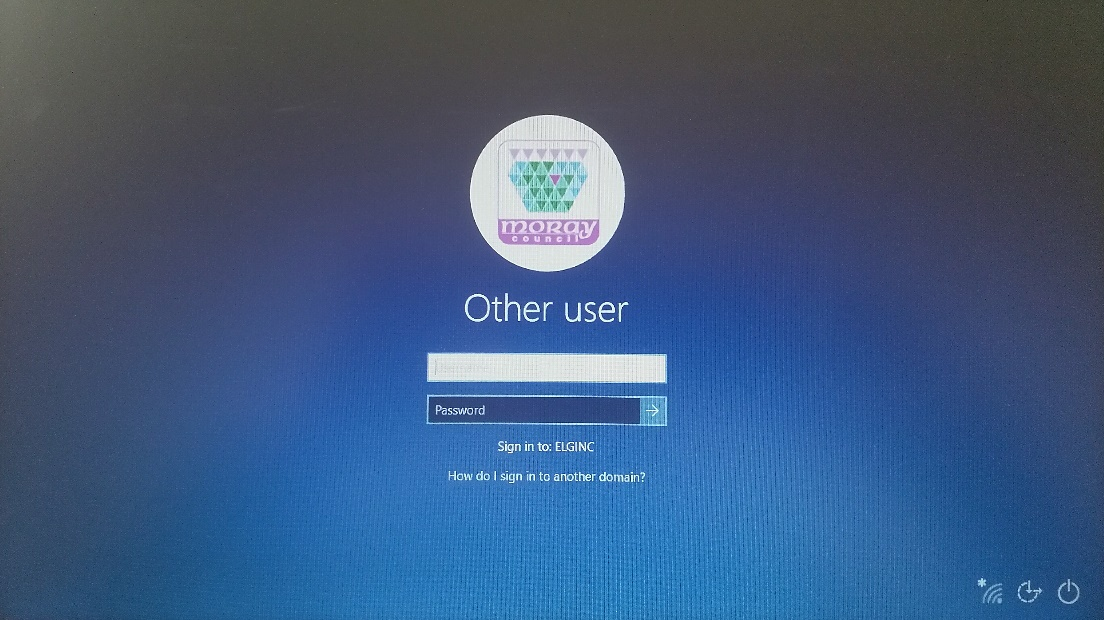 moray
council
Other user
Password
Sign in to: ELGINC
How do I sign in to another domain?